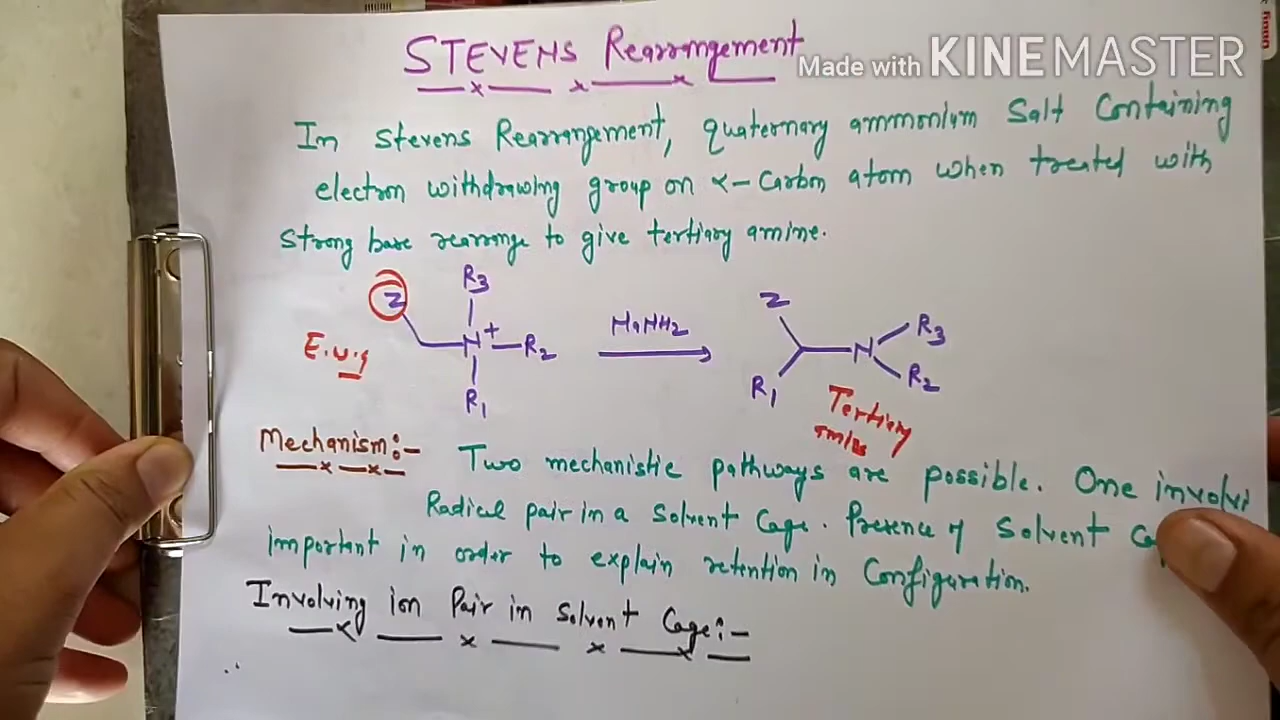 STEVENS Rearrangement
Made with KINEMASTER
In Stevens Rearrangement, quaternary ammonium Salt Containing
electron withdrawing group on α-Carbon atom when treated with
Strong base rearrange to give tertiary amine.
Z R3 N+ R2 R1 NaNH2 Z R1 N R3 R2
E.w.g
Tertiary
Mechanism:-
Two mechanistic pathways are possible. One
Radical pair in a Solvent Cage. Presence of Solvent
important in order to explain retention in Configuration.
Involving ion Pair in Solvent Cage:-